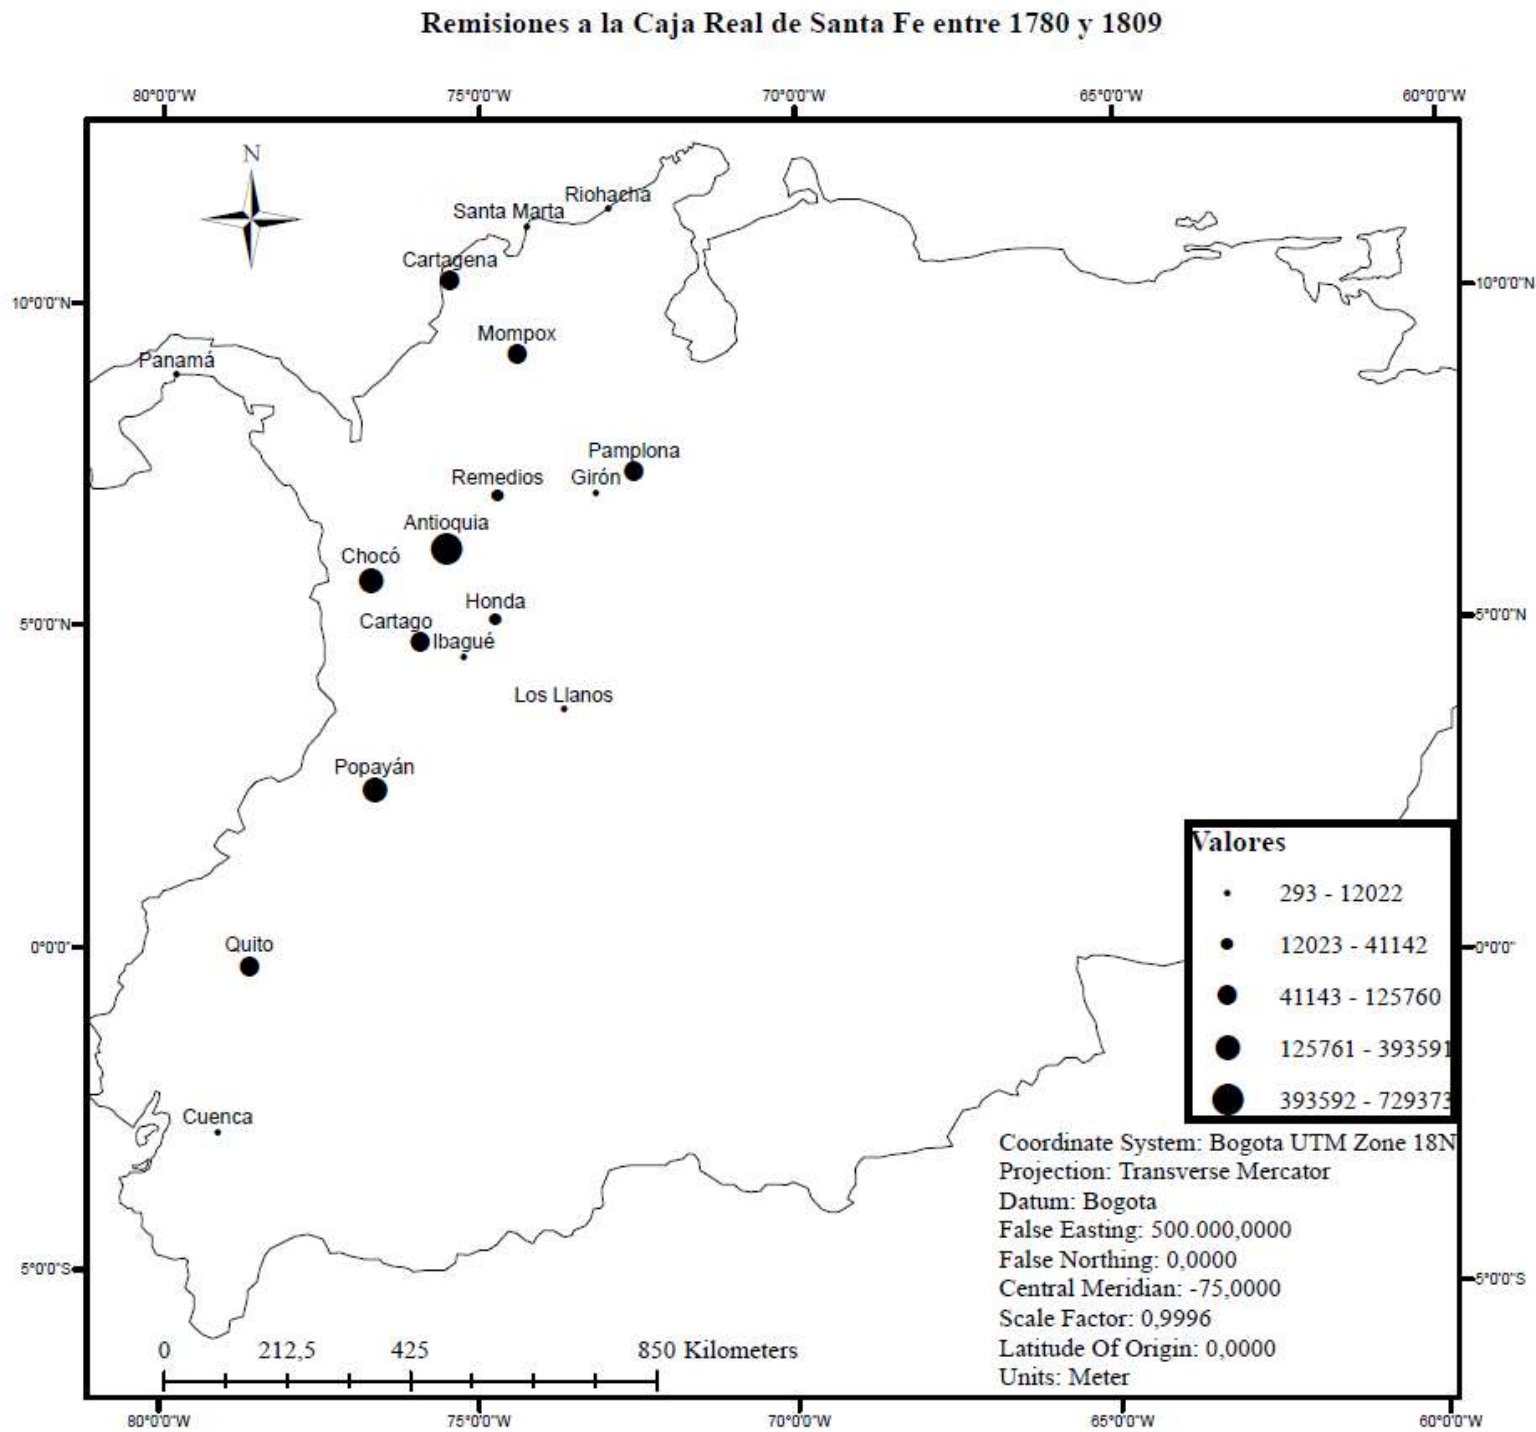 Remisiones a la Caja Real de Santa Fe entre 1780 y 1809
80°0'0"W 75°0'0"W 70°0'0"W 65°0'0"W 60°0'0"W
N
Riohacha
Santa Marta
Cartagena
10°0'0"N 10°0'0"N
Mompox
Panamá
Pamplona
Remedios Girón
Antioquia
Chocó
Honda
5°0'0"N 5°0'0"N
Cartago
Ibagué
Los Llanos
Popayán
Valores
293 - 12022
12023 - 41142
41143 - 125760
125761 - 393591
393592 - 729373
Quito
0°0'0" 0°0'0"
Cuenca
Coordinate System: Bogota UTM Zone 18N
Projection: Transverse Mercator
Datum: Bogota
False Easting: 500.000,0000
False Northing: 0,0000
Central Meridian: -75,0000
Scale Factor: 0,9996
Latitude Of Origin: 0,0000
Units: Meter
5°0'0"S 5°0'0"S
0 212,5 425 850 Kilometers
80°0'0"W 75°0'0"W 70°0'0"W 65°0'0"W 60°0'0"W